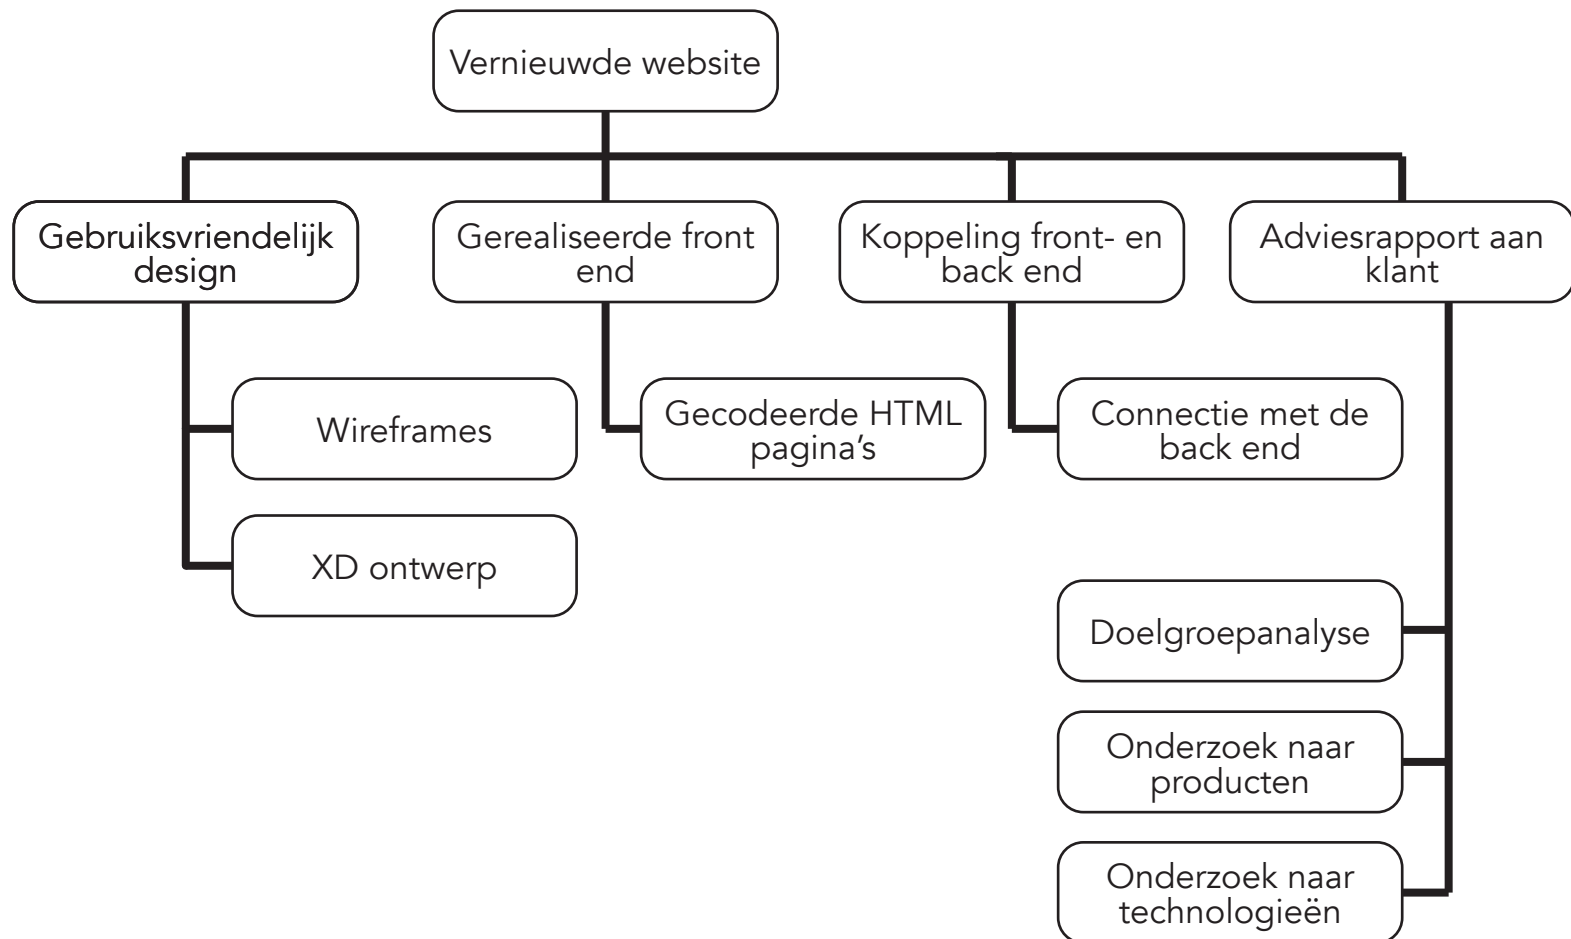 Vernieuwde website
Gebruiksvriendelijk
design
Gerealiseerde front
end
Koppeling front- en
back end
Adviesrapport aan
klant
Wireframes
XD ontwerp
Gecodeerde HTML
pagina’s
Connectie met de
back end
Doelgroepanalyse
Onderzoek naar
producten
Onderzoek naar
technologieën